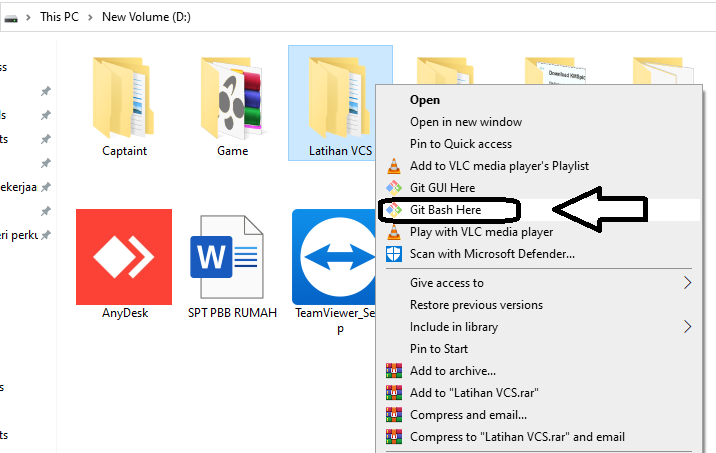 This PC > New Volume (D:)
ss
ds
ts
ekerjaa
eri perku
ts
Captaint
Game
Latihan VCS
Download KMSpic
AnyDesk
SPT PBB RUMAH
TeamViewer_Se
p
Open
Open in new window
Pin to Quick access
Add to VLC media player's Playlist
Git GUI Here
Git Bash Here
Play with VLC media player
Scan with Microsoft Defender...
Give access to
Restore previous versions
Include in library
Pin to Start
Add to archive...
Add to "Latihan VCS.rar"
Compress and email...
Compress to "Latihan VCS.rar" and email